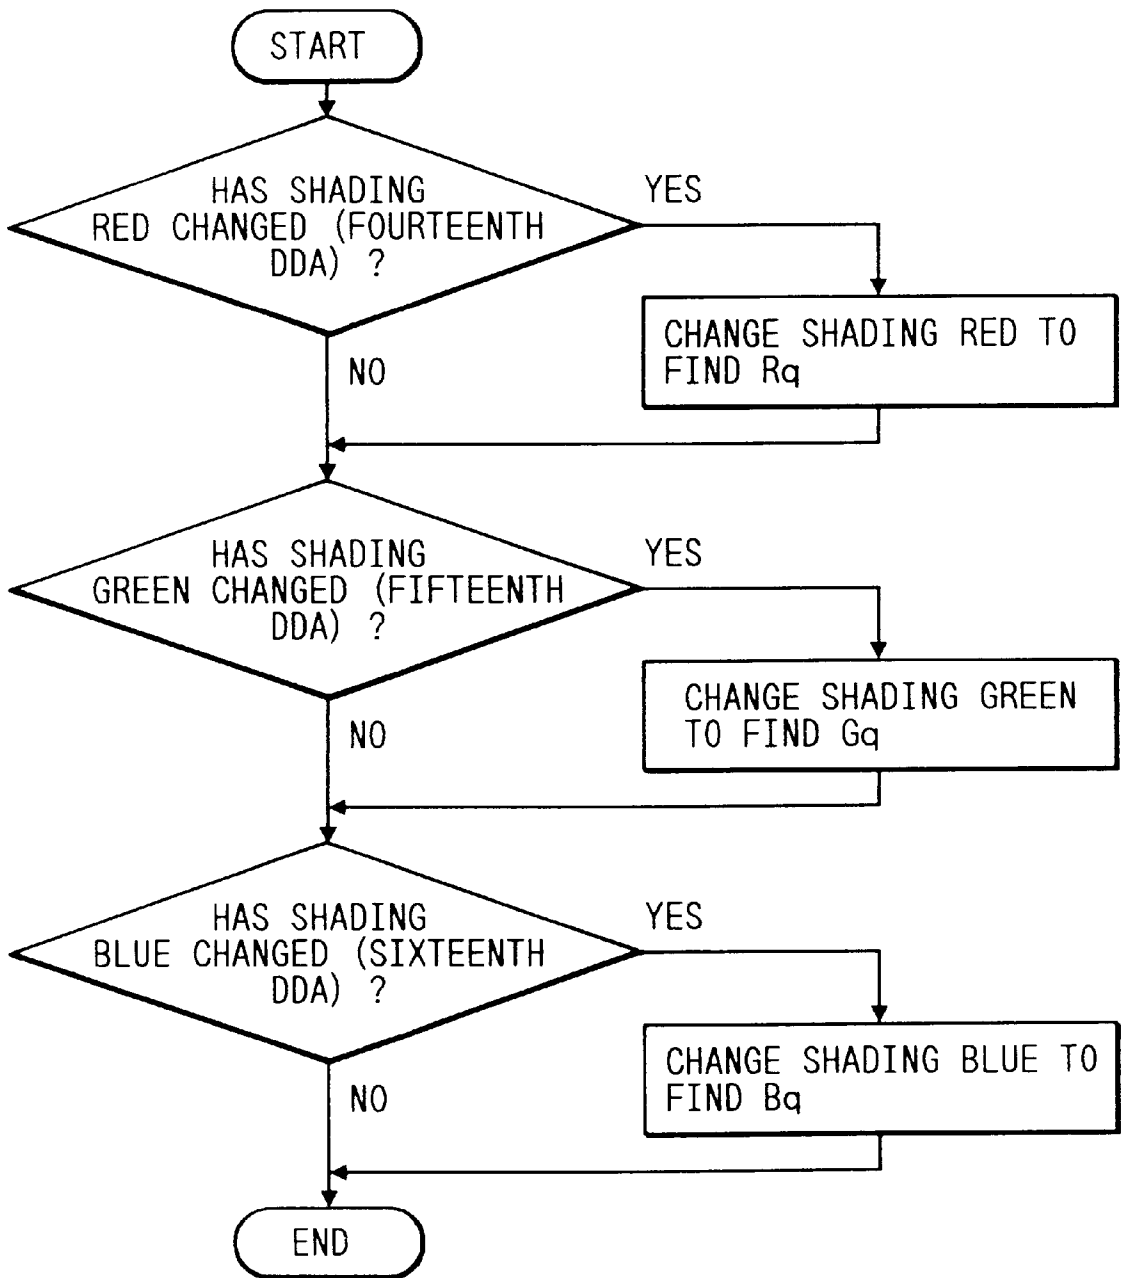 START
HAS SHADING
RED CHANGED (FOURTEENTH
DDA) ?
YES
CHANGE SHADING RED TO
FIND Rq
NO
HAS SHADING
GREEN CHANGED (FIFTEENTH
DDA) ?
YES
CHANGE SHADING GREEN
TO FIND Gq
NO
HAS SHADING
BLUE CHANGED (SIXTEENTH
DDA) ?
YES
CHANGE SHADING BLUE TO
FIND Bq
NO
END